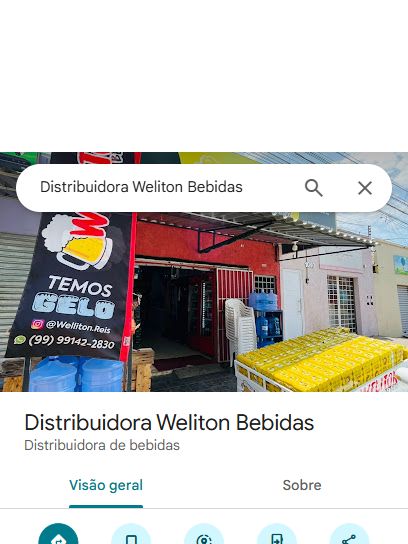 Distribuidora Weliton Bebidas
TEMOS
GELO
@Welliton.Reis
(99) 99142-2830
WELITON
Distribuidora Weliton Bebidas
Distribuidora de bebidas
Visão geral
Sobre